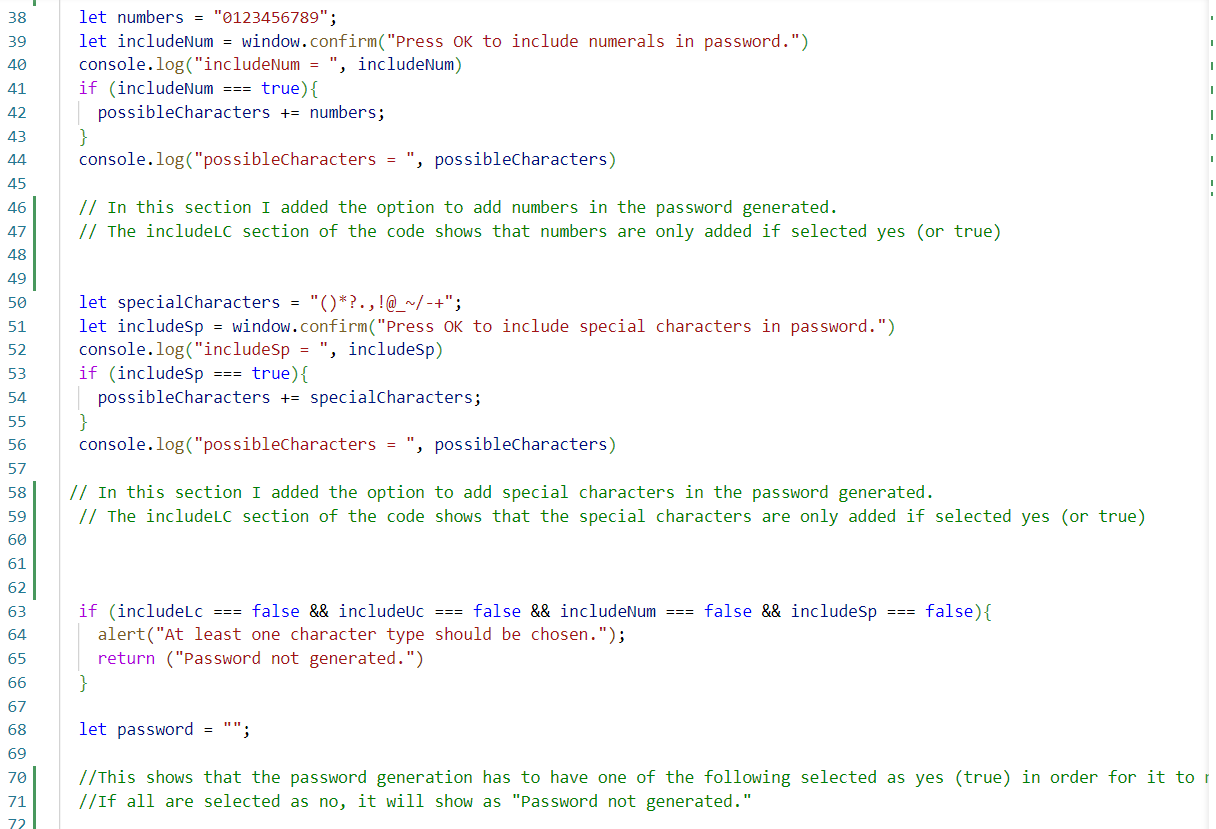 38 let numbers = "0123456789";
39 let includeNum = window.confirm("Press OK to include numerals in password.")
40 console.log("includeNum = ", includeNum)
41 if (includeNum === true){
42 possibleCharacters += numbers;
43 }
44 console.log("possibleCharacters = ", possibleCharacters)
45
46 // In this section I added the option to add numbers in the password generated.
47 // The includeLC section of the code shows that numbers are only added if selected yes (or true)
48
49
50 let specialCharacters = "()*?.,!@_~/-+";
51 let includeSp = window.confirm("Press OK to include special characters in password.")
52 console.log("includeSp = ", includeSp)
53 if (includeSp === true){
54 possibleCharacters += specialCharacters;
55 }
56 console.log("possibleCharacters = ", possibleCharacters)
57
58 // In this section I added the option to add special characters in the password generated.
59 // The includeLC section of the code shows that the special characters are only added if selected yes (or true)
60
61
62
63 if (includeLc === false && includeUc === false && includeNum === false && includeSp === false){
64 alert("At least one character type should be chosen.");
65 return ("Password not generated.")
66 }
67
68 let password = "";
69
70 //This shows that the password generation has to have one of the following selected as yes (true) in order for it to
71 //If all are selected as no, it will show as "Password not generated."
72